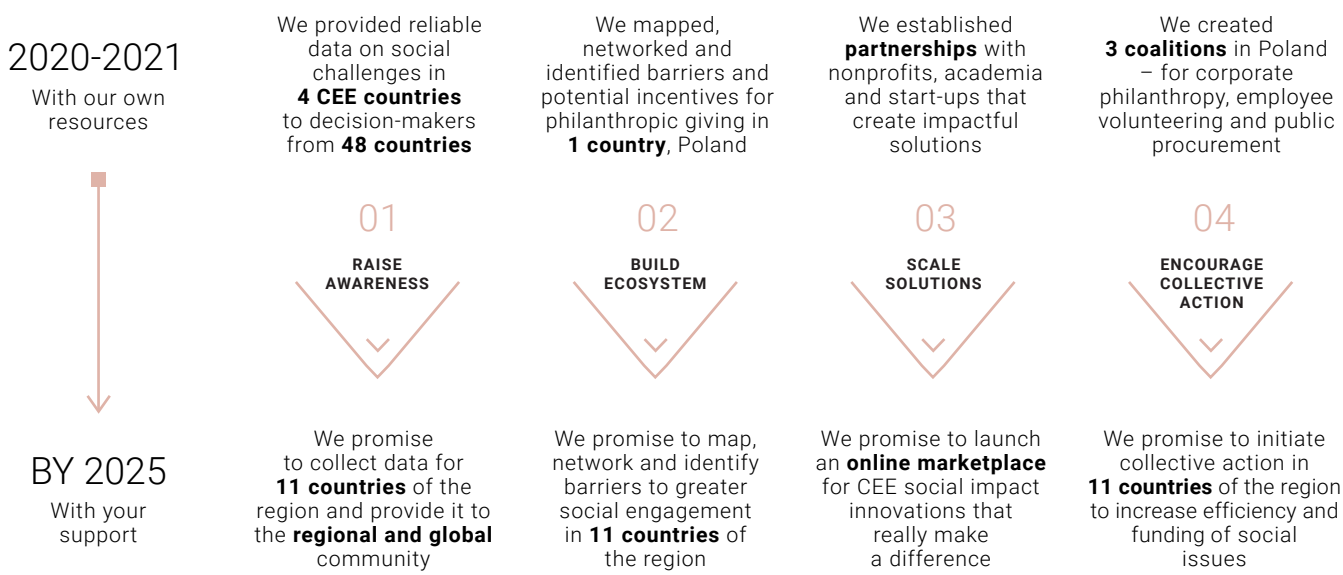 2020-2021
With our own
resources
We provided reliable
data on social
challenges in
4 CEE countries
to decision-makers
from 48 countries
We mapped,
networked and
identified barriers and
potential incentives for
philanthropic giving in
1 country, Poland
We established
partnerships with
nonprofits, academia
and start-ups that
create impactful
solutions
We created
3 coalitions in Poland
– for corporate
philanthropy, employee
volunteering and public
procurement
01
RAISE
AWARENESS
02
BUILD
ECOSYSTEM
03
SCALE
SOLUTIONS
04
ENCOURAGE
COLLECTIVE
ACTION
BY 2025
With your
support
We promise
to collect data for
11 countries of the
region and provide it to
the regional and global
community
We promise to map,
network and identify
barriers to greater
social engagement
in 11 countries of
the region
We promise to launch
an online marketplace
for CEE social impact
innovations that
really make
a difference
We promise to initiate
collective action in
11 countries of the region
to increase efficiency and
funding of social
issues